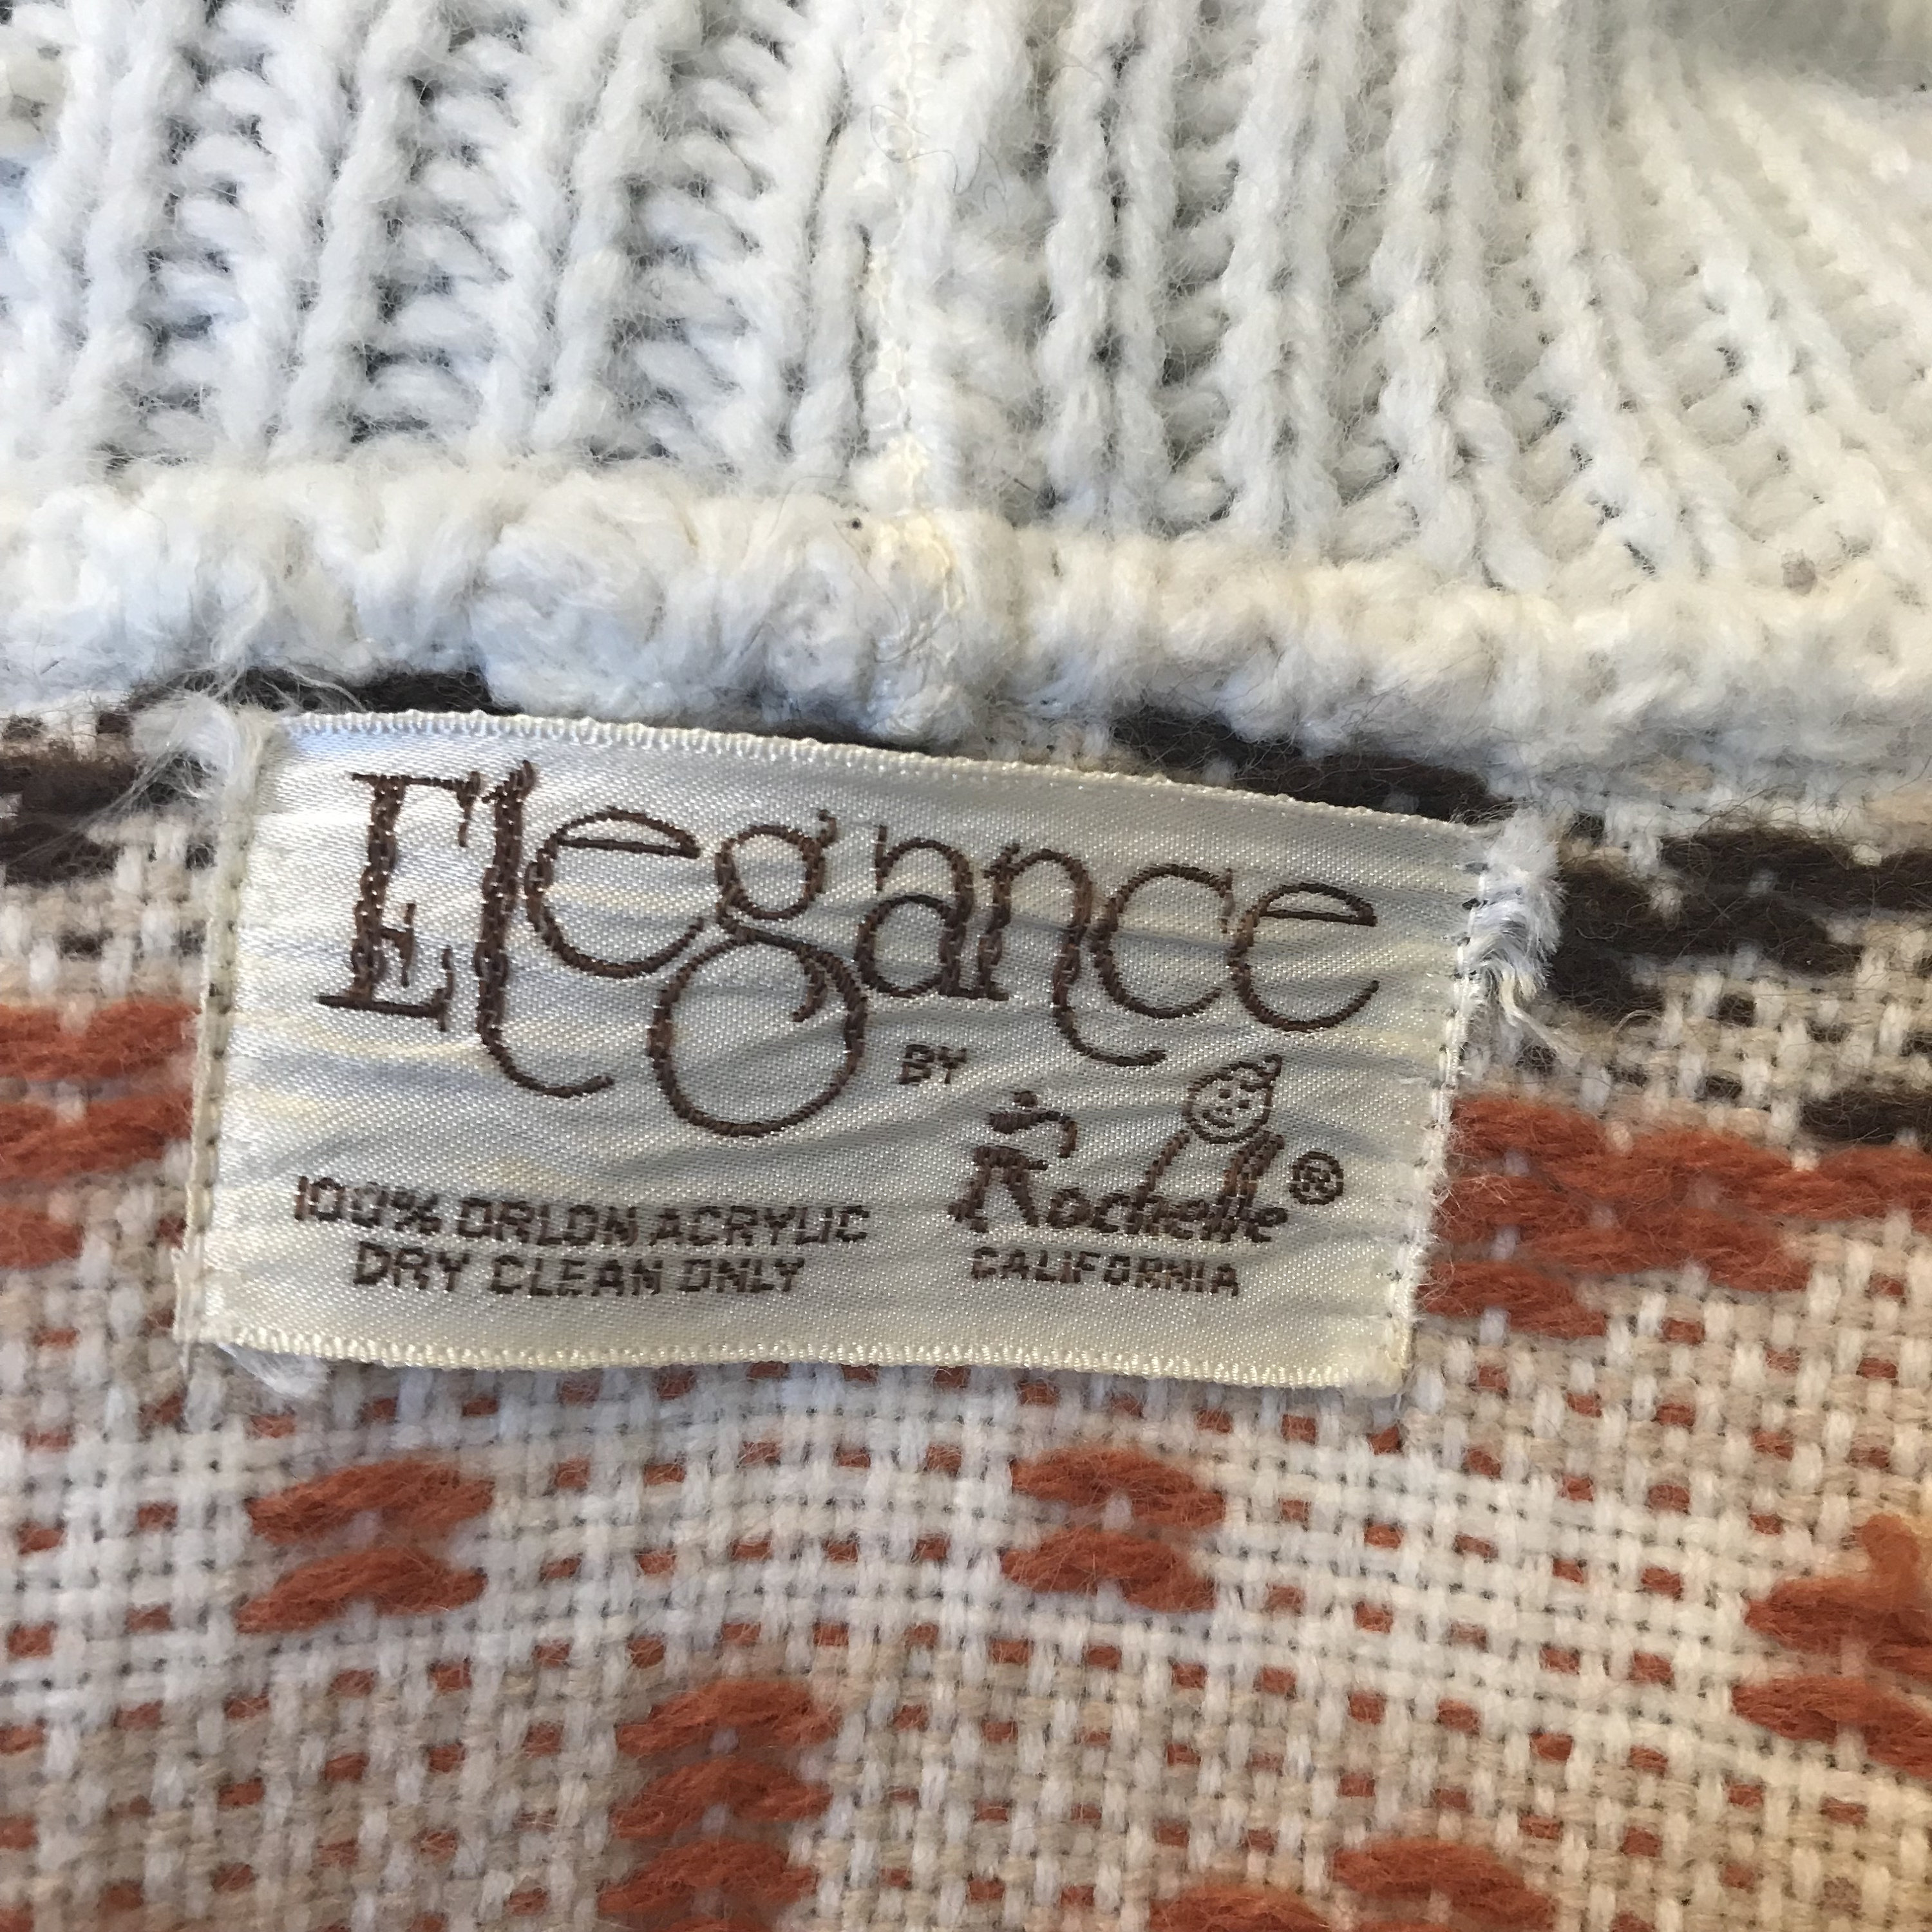 Elegance
BY
Rochelle®
CALIFORNIA
100% ORLON ACRYLIC
DRY CLEAN ONLY